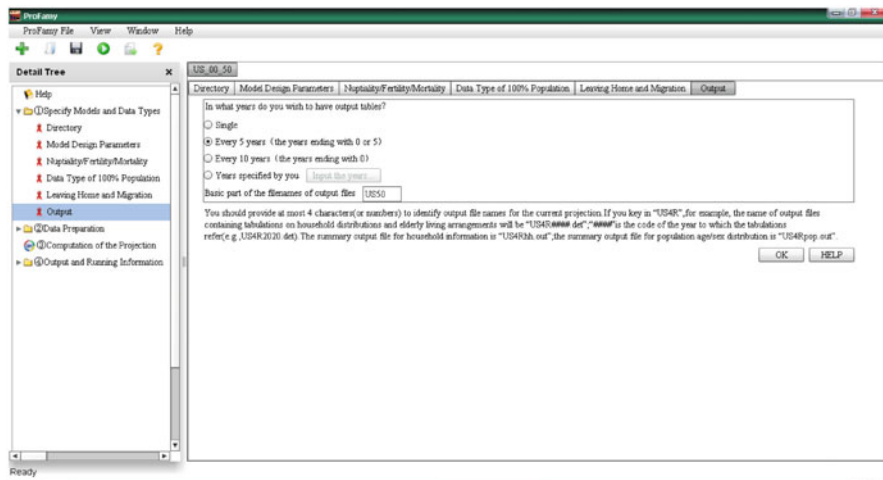 ProFamy
ProFamy File View Window Help
Detail Tree x
Help
①Specify Models and Data Types
Directory
Model Design Parameters
Nuptiality/Fertility/Mortality
Data Type of 100% Population
Leaving Home and Migration
Output
②Data Preparation
③Computation of the Projection
④Output and Running Information
US_00_50
Directory Model Design Parameters Nuptiality/Fertility/Mortality Data Type of 100% Population Leaving Home and Migration Output
In what years do you wish to have output tables?
Single
Every 5 years (the years ending with 0 or 5)
Every 10 years (the years ending with 0)
Years specified by you Input the years...
Basic part of the filenames of output files US50
You should provide at most 4 characters(or numbers) to identify output file names for the current projection.If you key in "US4R",for example, the name of output files
containing tabulations on household distributions and elderly living arrangements will be "US4R####.det";"####"is the code of the year to which the tabulations
refer(e.g.,US4R2020.det).The summary output file for household information is "US4Rhh.out";the summary output file for population age/sex distribution is "US4Rpop.out".
OK HELP
Ready